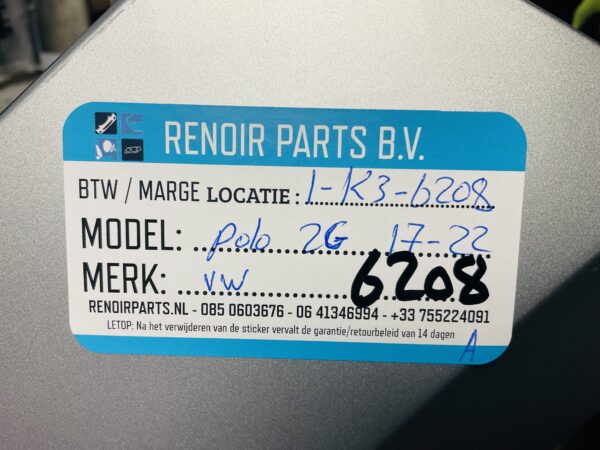 RENOIR PARTS B.V.
BTW / MARGE LOCATIE : 1-K3-6208
MODEL: Polo 2G 17-22
MERK: VW 6208
RENOIRPARTS.NL - 085 0603676 - 06 41346994 - +33 755224091
LETOP: Na het verwijderen van de sticker vervalt de garantie/retourbeleid van 14 dagen
A